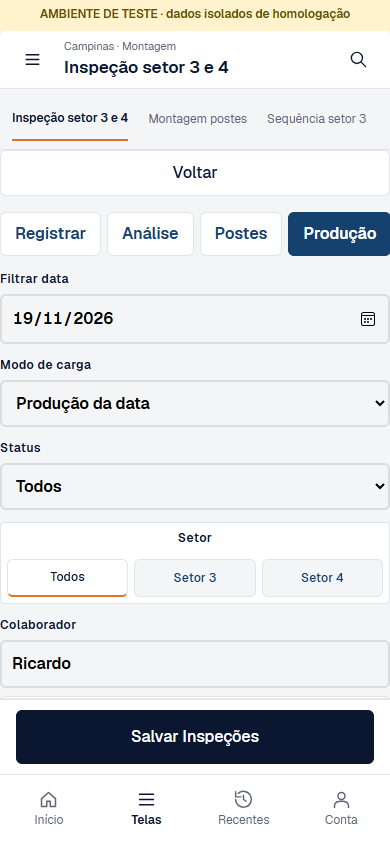 AMBIENTE DE TESTE · dados isolados de homologação
Campinas · Montagem
Inspeção setor 3 e 4
Inspeção setor 3 e 4 Montagem postes Sequência setor 3
Voltar
Registrar Análise Postes Produção
Filtrar data
19/11/2026
Modo de carga
Produção da data
Status
Todos
Setor
Todos Setor 3 Setor 4
Colaborador
Ricardo
Salvar Inspeções
Início Telas Recentes Conta